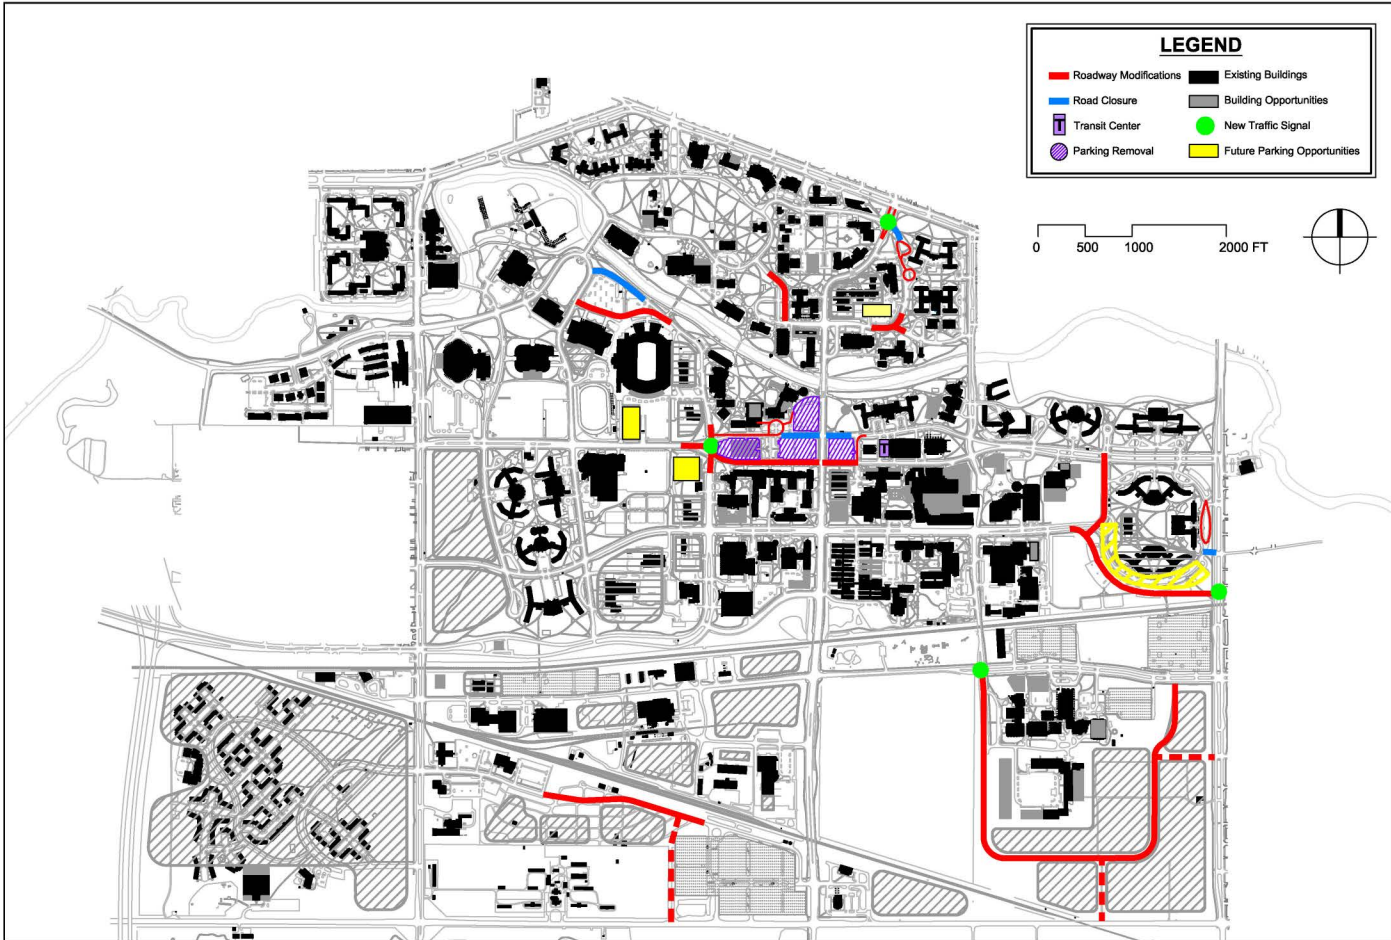 LEGEND
Roadway Modifications Existing Buildings
Road Closure Building Opportunities
T Transit Center New Traffic Signal
Parking Removal Future Parking Opportunities
0 500 1000 2000 FT
T